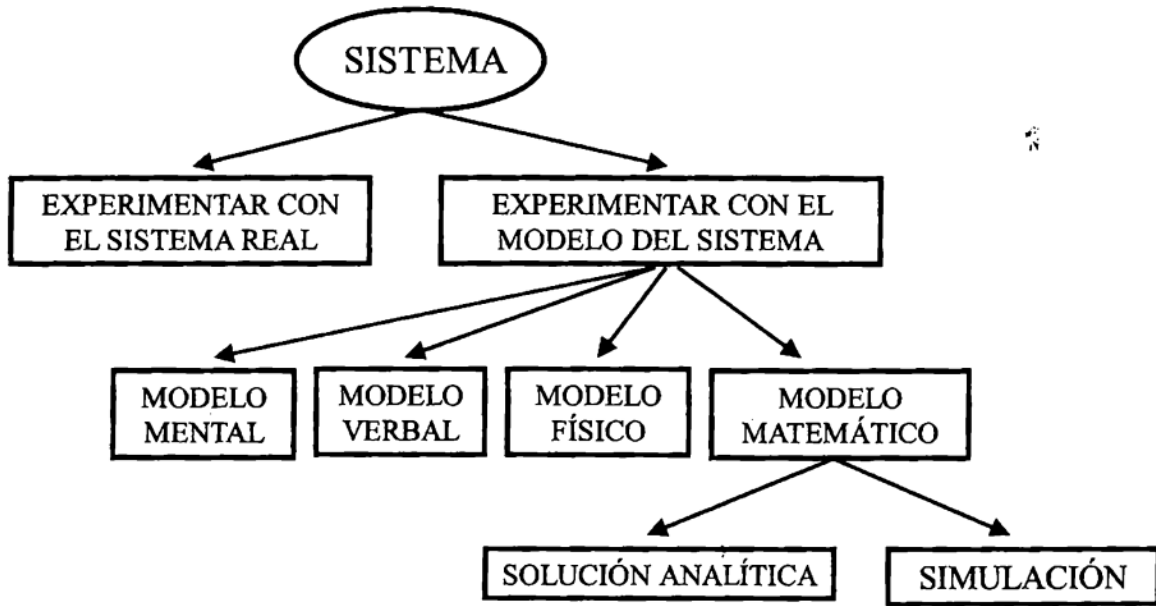 SISTEMA
EXPERIMENTAR CON
EL SISTEMA REAL
EXPERIMENTAR CON EL
MODELO DEL SISTEMA
MODELO
MENTAL
MODELO
VERBAL
MODELO
FÍSICO
MODELO
MATEMÁTICO
SOLUCIÓN ANALÍTICA
SIMULACIÓN